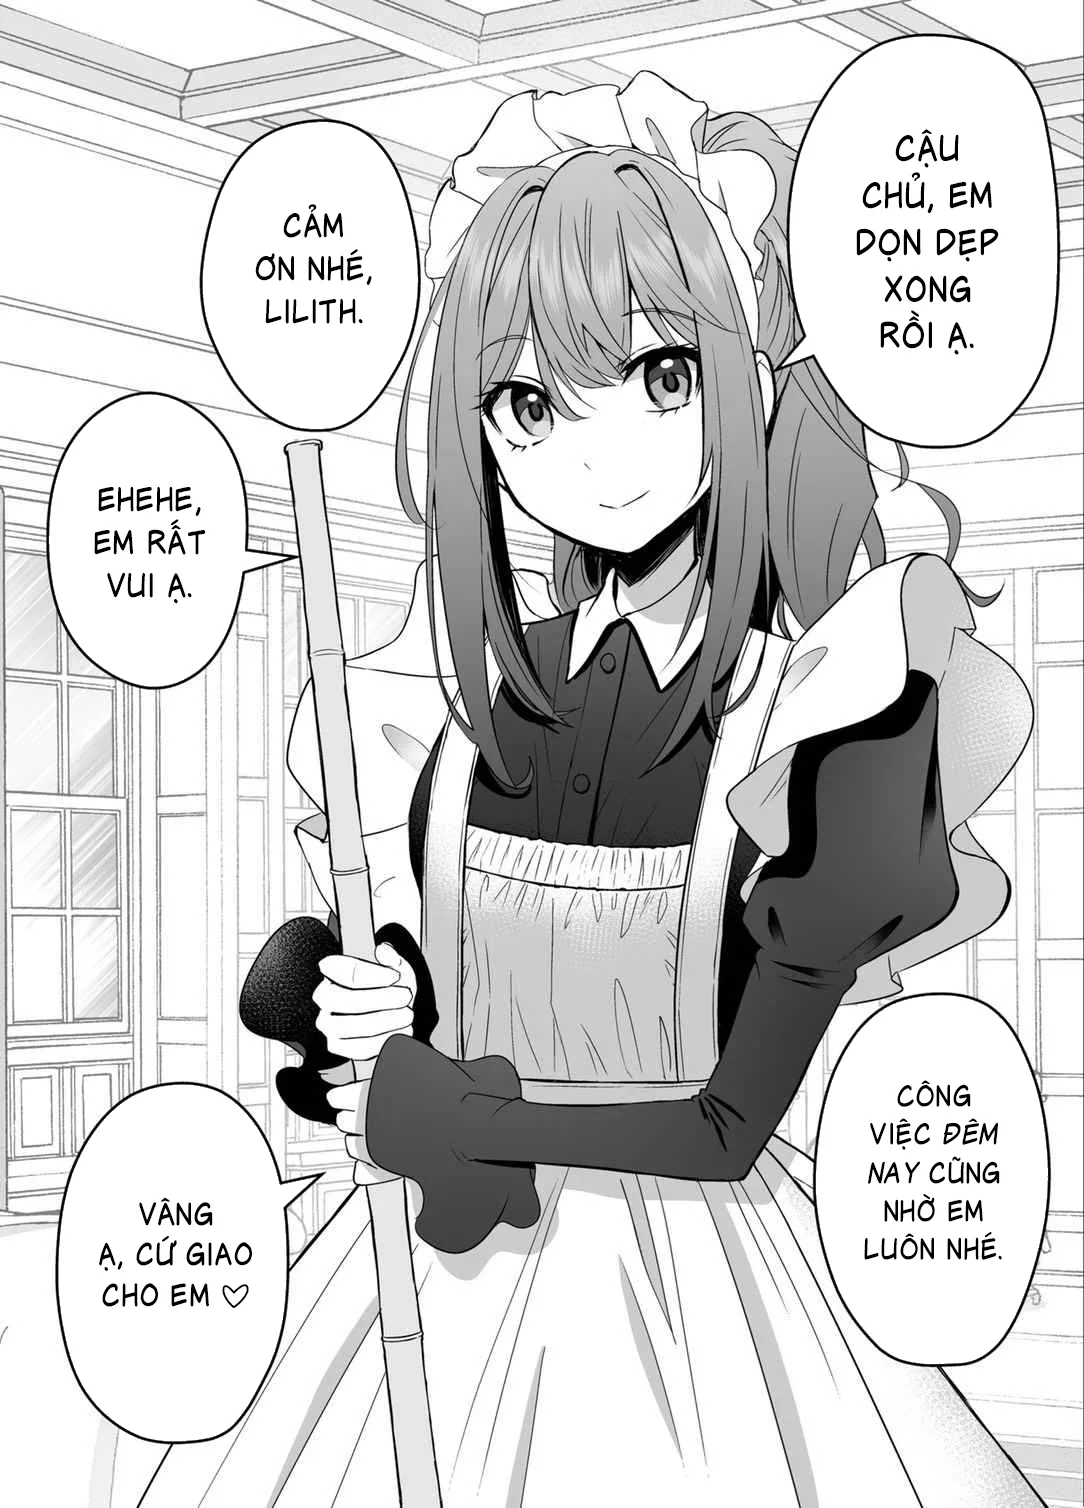 CẬU
CHỦ, EM
DỌN DẸP
XONG
RỒI Ạ.
CẢM
ƠN NHÉ,
LILITH.
EHEHE,
EM RẤT
VUI Ạ.
CÔNG
VIỆC ĐÊM
NAY CŨNG
NHỜ EM
LUÔN NHÉ.
VÂNG
Ạ, CỨ GIAO
CHO EM ♡